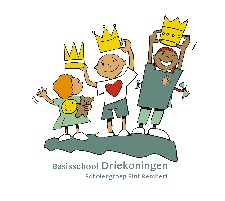 Basisschool Driekoningen
Scholengroep Sint-Rembert